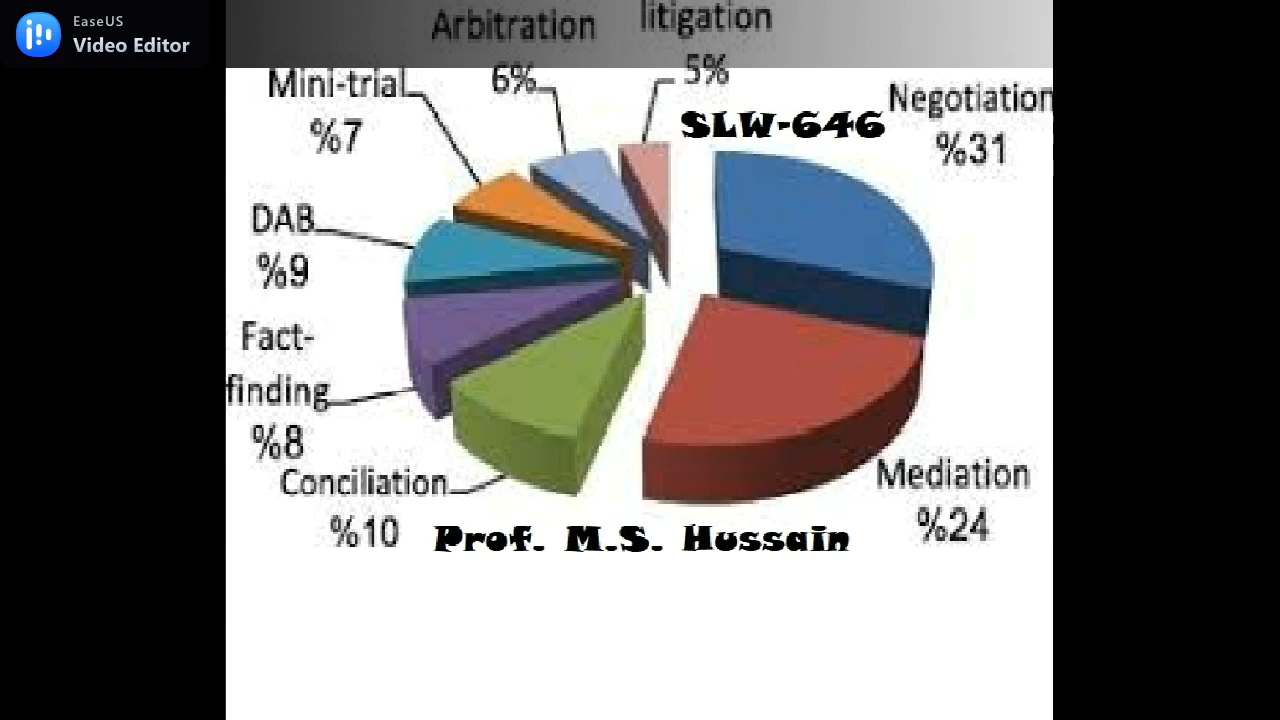 EaseUS
Video Editor
Arbitration
6%
litigation
5%
Mini-trial
%7
Negotiation
%31
SLW-646
DAB
%9
Fact-
finding
%8
Conciliation
%10
Mediation
%24
Prof. M.S. Hussain